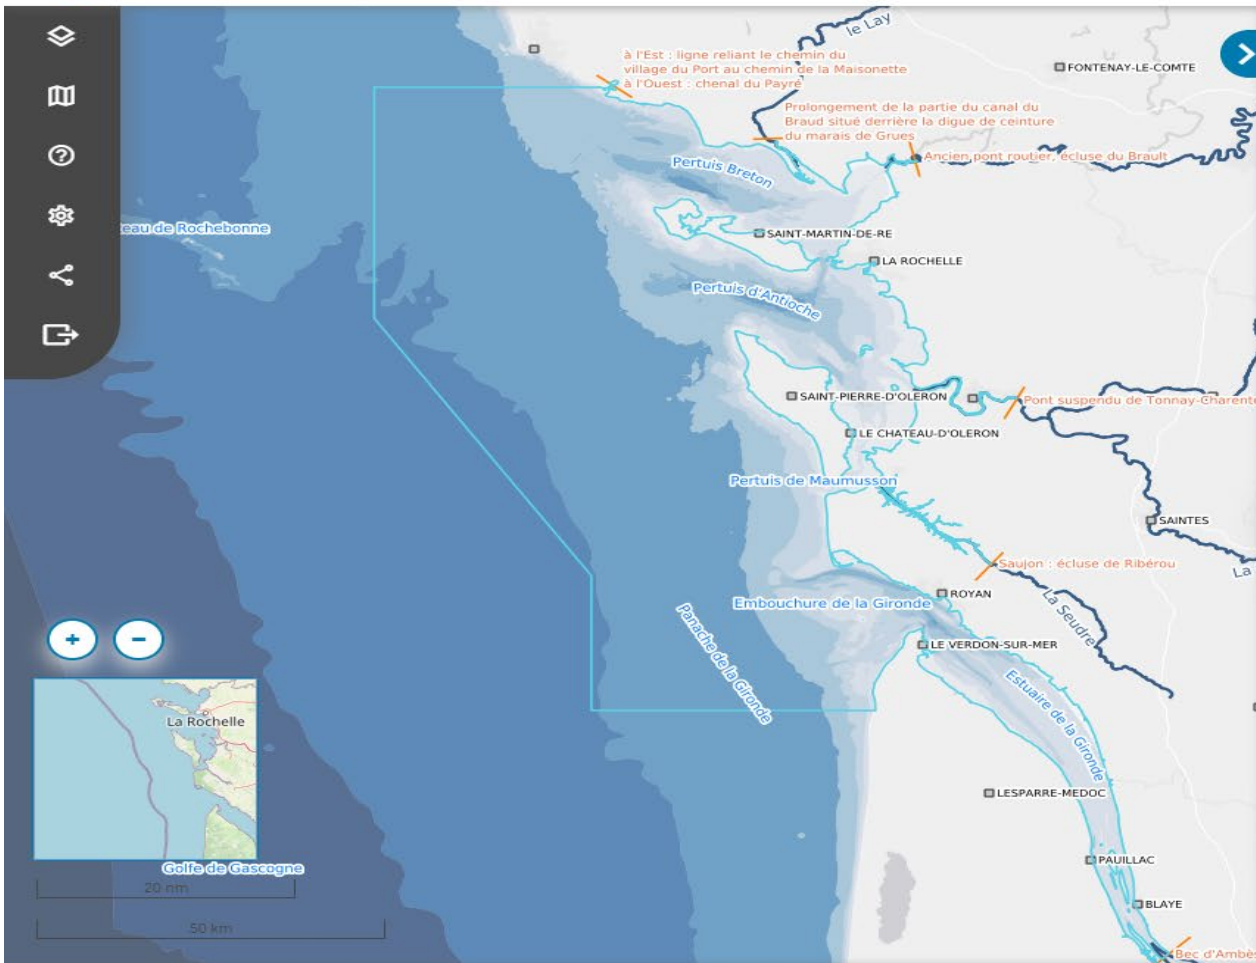 le Lay
à l'Est : ligne reliant le chemin du
village du Port au chemin de la Maisonette
à l'Ouest : chenal du Payré
FONTENAY-LE-COMTE
Prolongement de la partie du canal du
Braud situé derrière la digue de ceinture
du marais de Grues
Ancien pont routier, écluse du Brault
Pertuis Breton
teau de Rochebonne
SAINT-MARTIN-DE-RE
LA ROCHELLE
Pertuis d'Antioche
SAINT-PIERRE-D'OLERON
Pont suspendu de Tonnay-Charente
LE CHATEAU-D'OLERON
Pertuis de Maumusson
SAINTES
Saujon : écluse de Ribérou
La
ROYAN
Embouchure de la Gironde
La Seudre
Panache de la Gironde
LE VERDON-SUR-MER
Estuaire de la Gironde
La Rochelle
LESPARRE-MEDOC
Golfe de Gascogne
PAUILLAC
20 nm
BLAYE
50 km
Bec d'Ambès